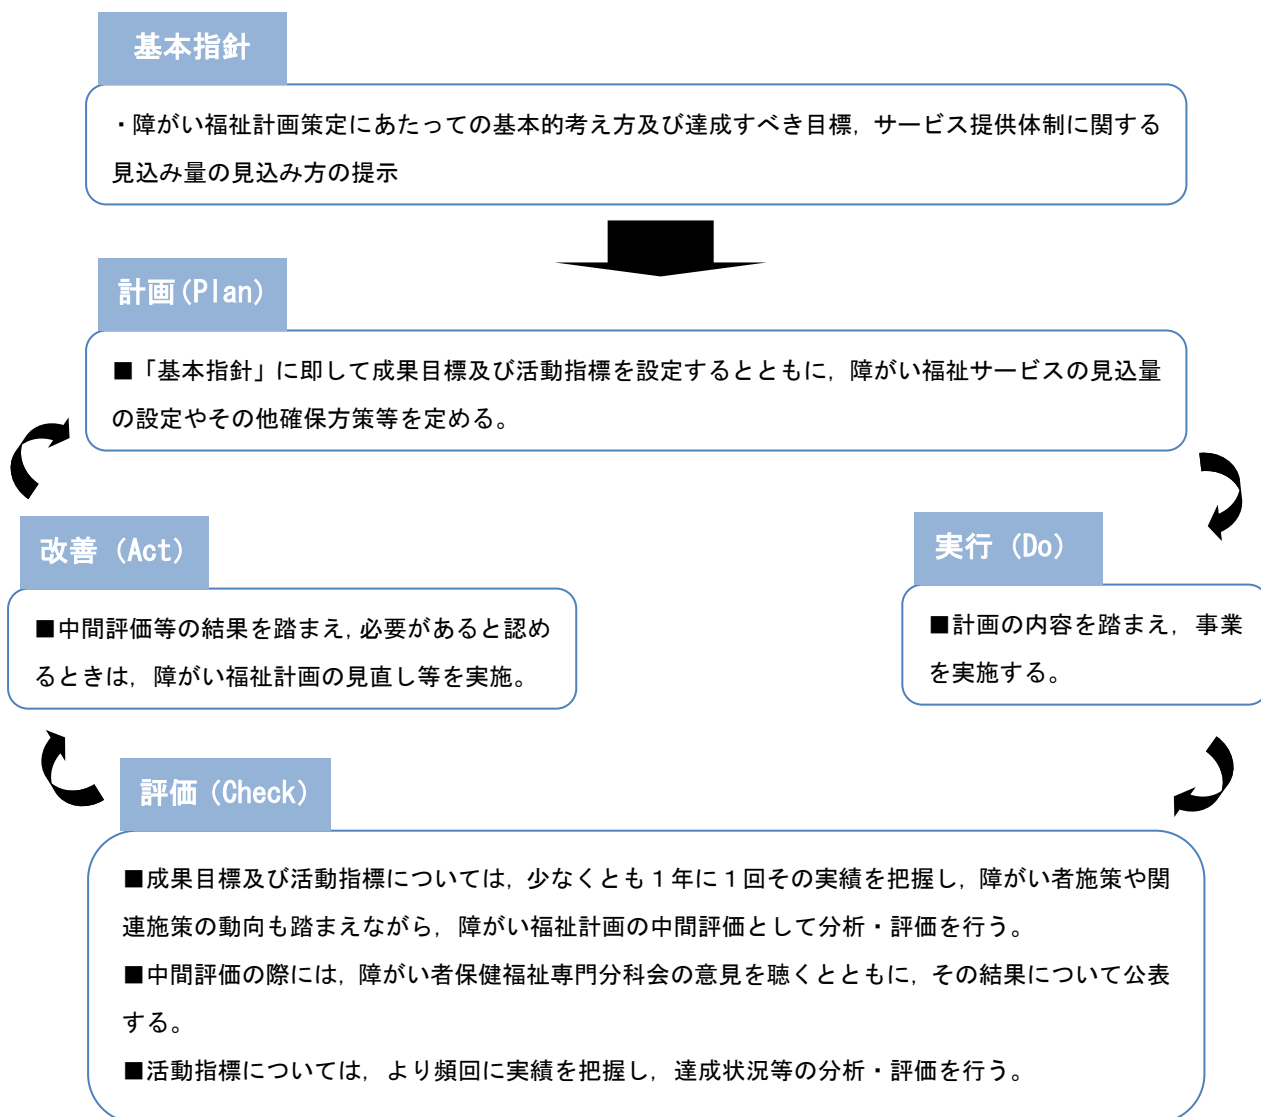 基本指針
・障がい福祉計画策定にあたっての基本的考え方及び達成すべき目標，サービス提供体制に関する
見込み量の見込み方の提示
計画(Plan)
■「基本指針」に即して成果目標及び活動指標を設定するとともに，障がい福祉サービスの見込量
の設定やその他確保方策等を定める。
改善（Act）
■中間評価等の結果を踏まえ，必要があると認め
るときは，障がい福祉計画の見直し等を実施。
実行（Do）
■計画の内容を踏まえ，事業
を実施する。
評価（Check）
■成果目標及び活動指標については，少なくとも１年に１回その実績を把握し，障がい者施策や関
連施策の動向も踏まえながら，障がい福祉計画の中間評価として分析・評価を行う。
■中間評価の際には，障がい者保健福祉専門分科会の意見を聴くとともに，その結果について公表
する。
■活動指標については，より頻回に実績を把握し，達成状況等の分析・評価を行う。